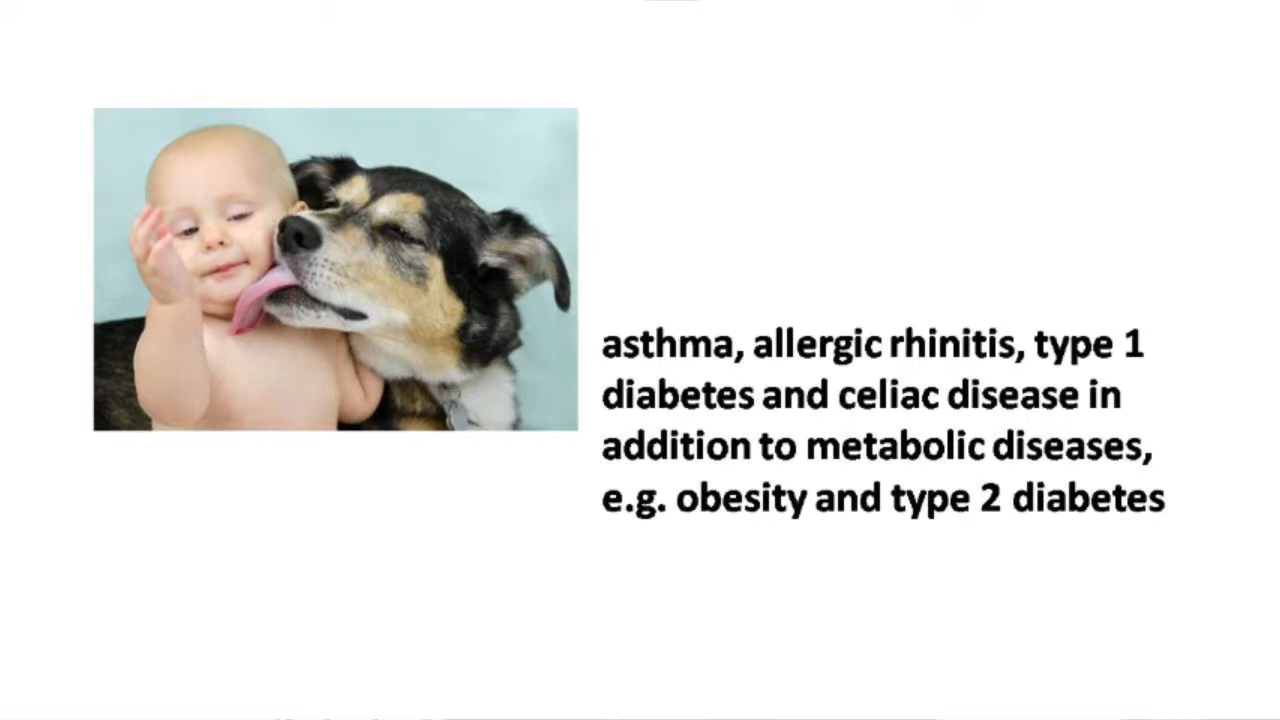 asthma, allergic rhinitis, type 1
diabetes and celiac disease in
addition to metabolic diseases,
e.g. obesity and type 2 diabetes